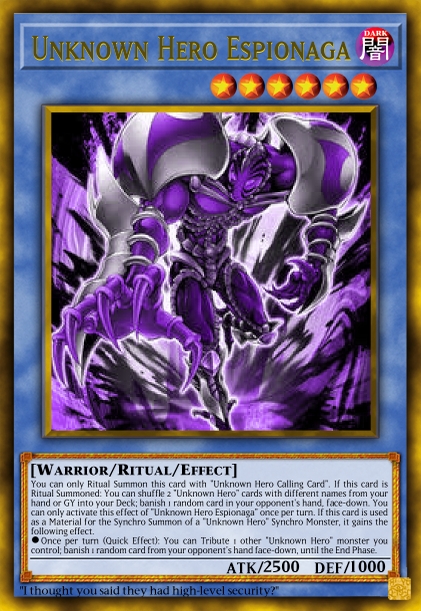 Unknown Hero Espionaga
DARK
闇
[Warrior/Ritual/Effect]
You can only Ritual Summon this card with "Unknown Hero Calling Card". If this card is
Ritual Summoned: You can shuffle 2 "Unknown Hero" cards with different names from your
hand or GY into your Deck; banish 1 random card in your opponent's hand, face-down. You
can only activate this effect of "Unknown Hero Espionaga" once per turn. If this card is used
as a Material for the Synchro Summon of a "Unknown Hero" Synchro Monster, it gains the
following effect.
●Once per turn (Quick Effect): You can Tribute 1 other "Unknown Hero" monster you
control; banish 1 random card from your opponent's hand face-down, until the End Phase.
ATK/2500 DEF/1000
"I thought you said they had high-level security?"